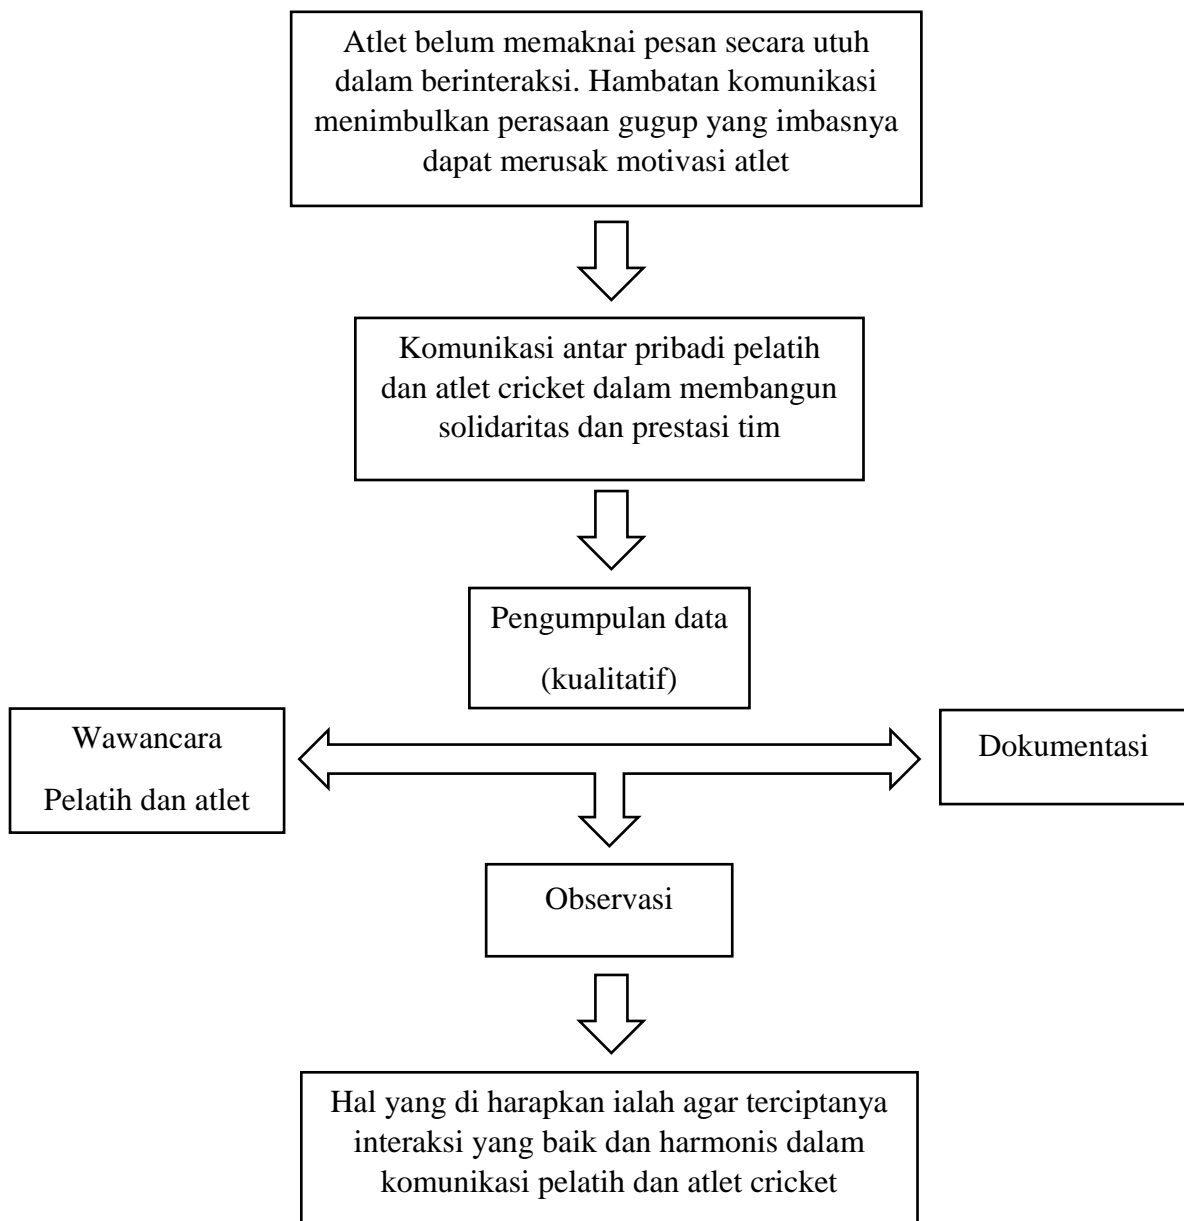 Atlet belum memaknai pesan secara utuh
dalam berinteraksi. Hambatan komunikasi
menimbulkan perasaan gugup yang imbasnya
dapat merusak motivasi atlet
Komunikasi antar pribadi pelatih
dan atlet cricket dalam membangun
solidaritas dan prestasi tim
Pengumpulan data
(kualitatif)
Wawancara
Pelatih dan atlet
Dokumentasi
Observasi
Hal yang di harapkan ialah agar terciptanya
interaksi yang baik dan harmonis dalam
komunikasi pelatih dan atlet cricket